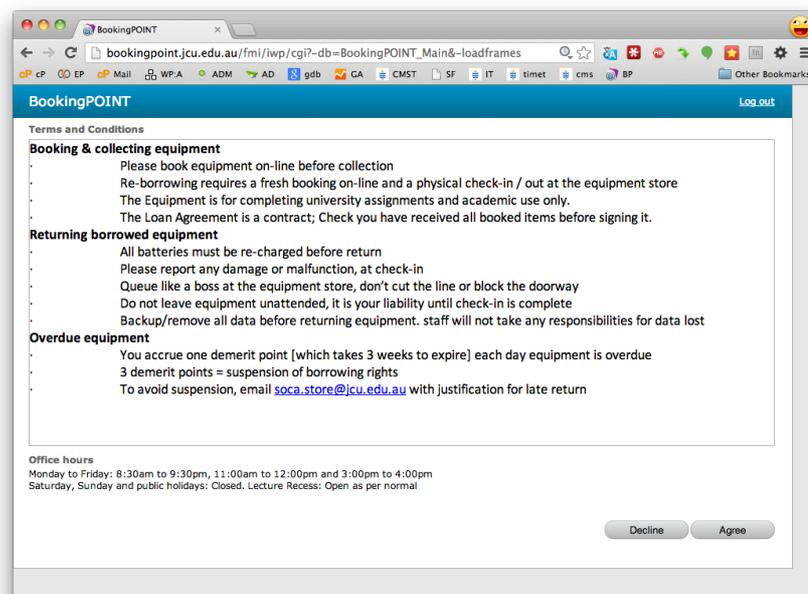 BookingPOINT
bookingpoint.jcu.edu.au/fmi/iwp/cgi?-db=BookingPOINT_Main&-loadframes
cP cP EP cP Mail WP:A ADM AD gdb GA CMST SF IT timet cms BP Other Bookmarks
BookingPOINT Log out
Terms and Conditions
Booking & collecting equipment
· Please book equipment on-line before collection
· Re-borrowing requires a fresh booking on-line and a physical check-in / out at the equipment store
· The Equipment is for completing university assignments and academic use only.
· The Loan Agreement is a contract; Check you have received all booked items before signing it.
Returning borrowed equipment
· All batteries must be re-charged before return
· Please report any damage or malfunction, at check-in
· Queue like a boss at the equipment store, don't cut the line or block the doorway
· Do not leave equipment unattended, it is your liability until check-in is complete
· Backup/remove all data before returning equipment. staff will not take any responsibilities for data lost
Overdue equipment
· You accrue one demerit point [which takes 3 weeks to expire] each day equipment is overdue
· 3 demerit points = suspension of borrowing rights
· To avoid suspension, email soca.store@jcu.edu.au with justification for late return
Office hours
Monday to Friday: 8:30am to 9:30pm, 11:00am to 12:00pm and 3:00pm to 4:00pm
Saturday, Sunday and public holidays: Closed. Lecture Recess: Open as per normal
Decline Agree